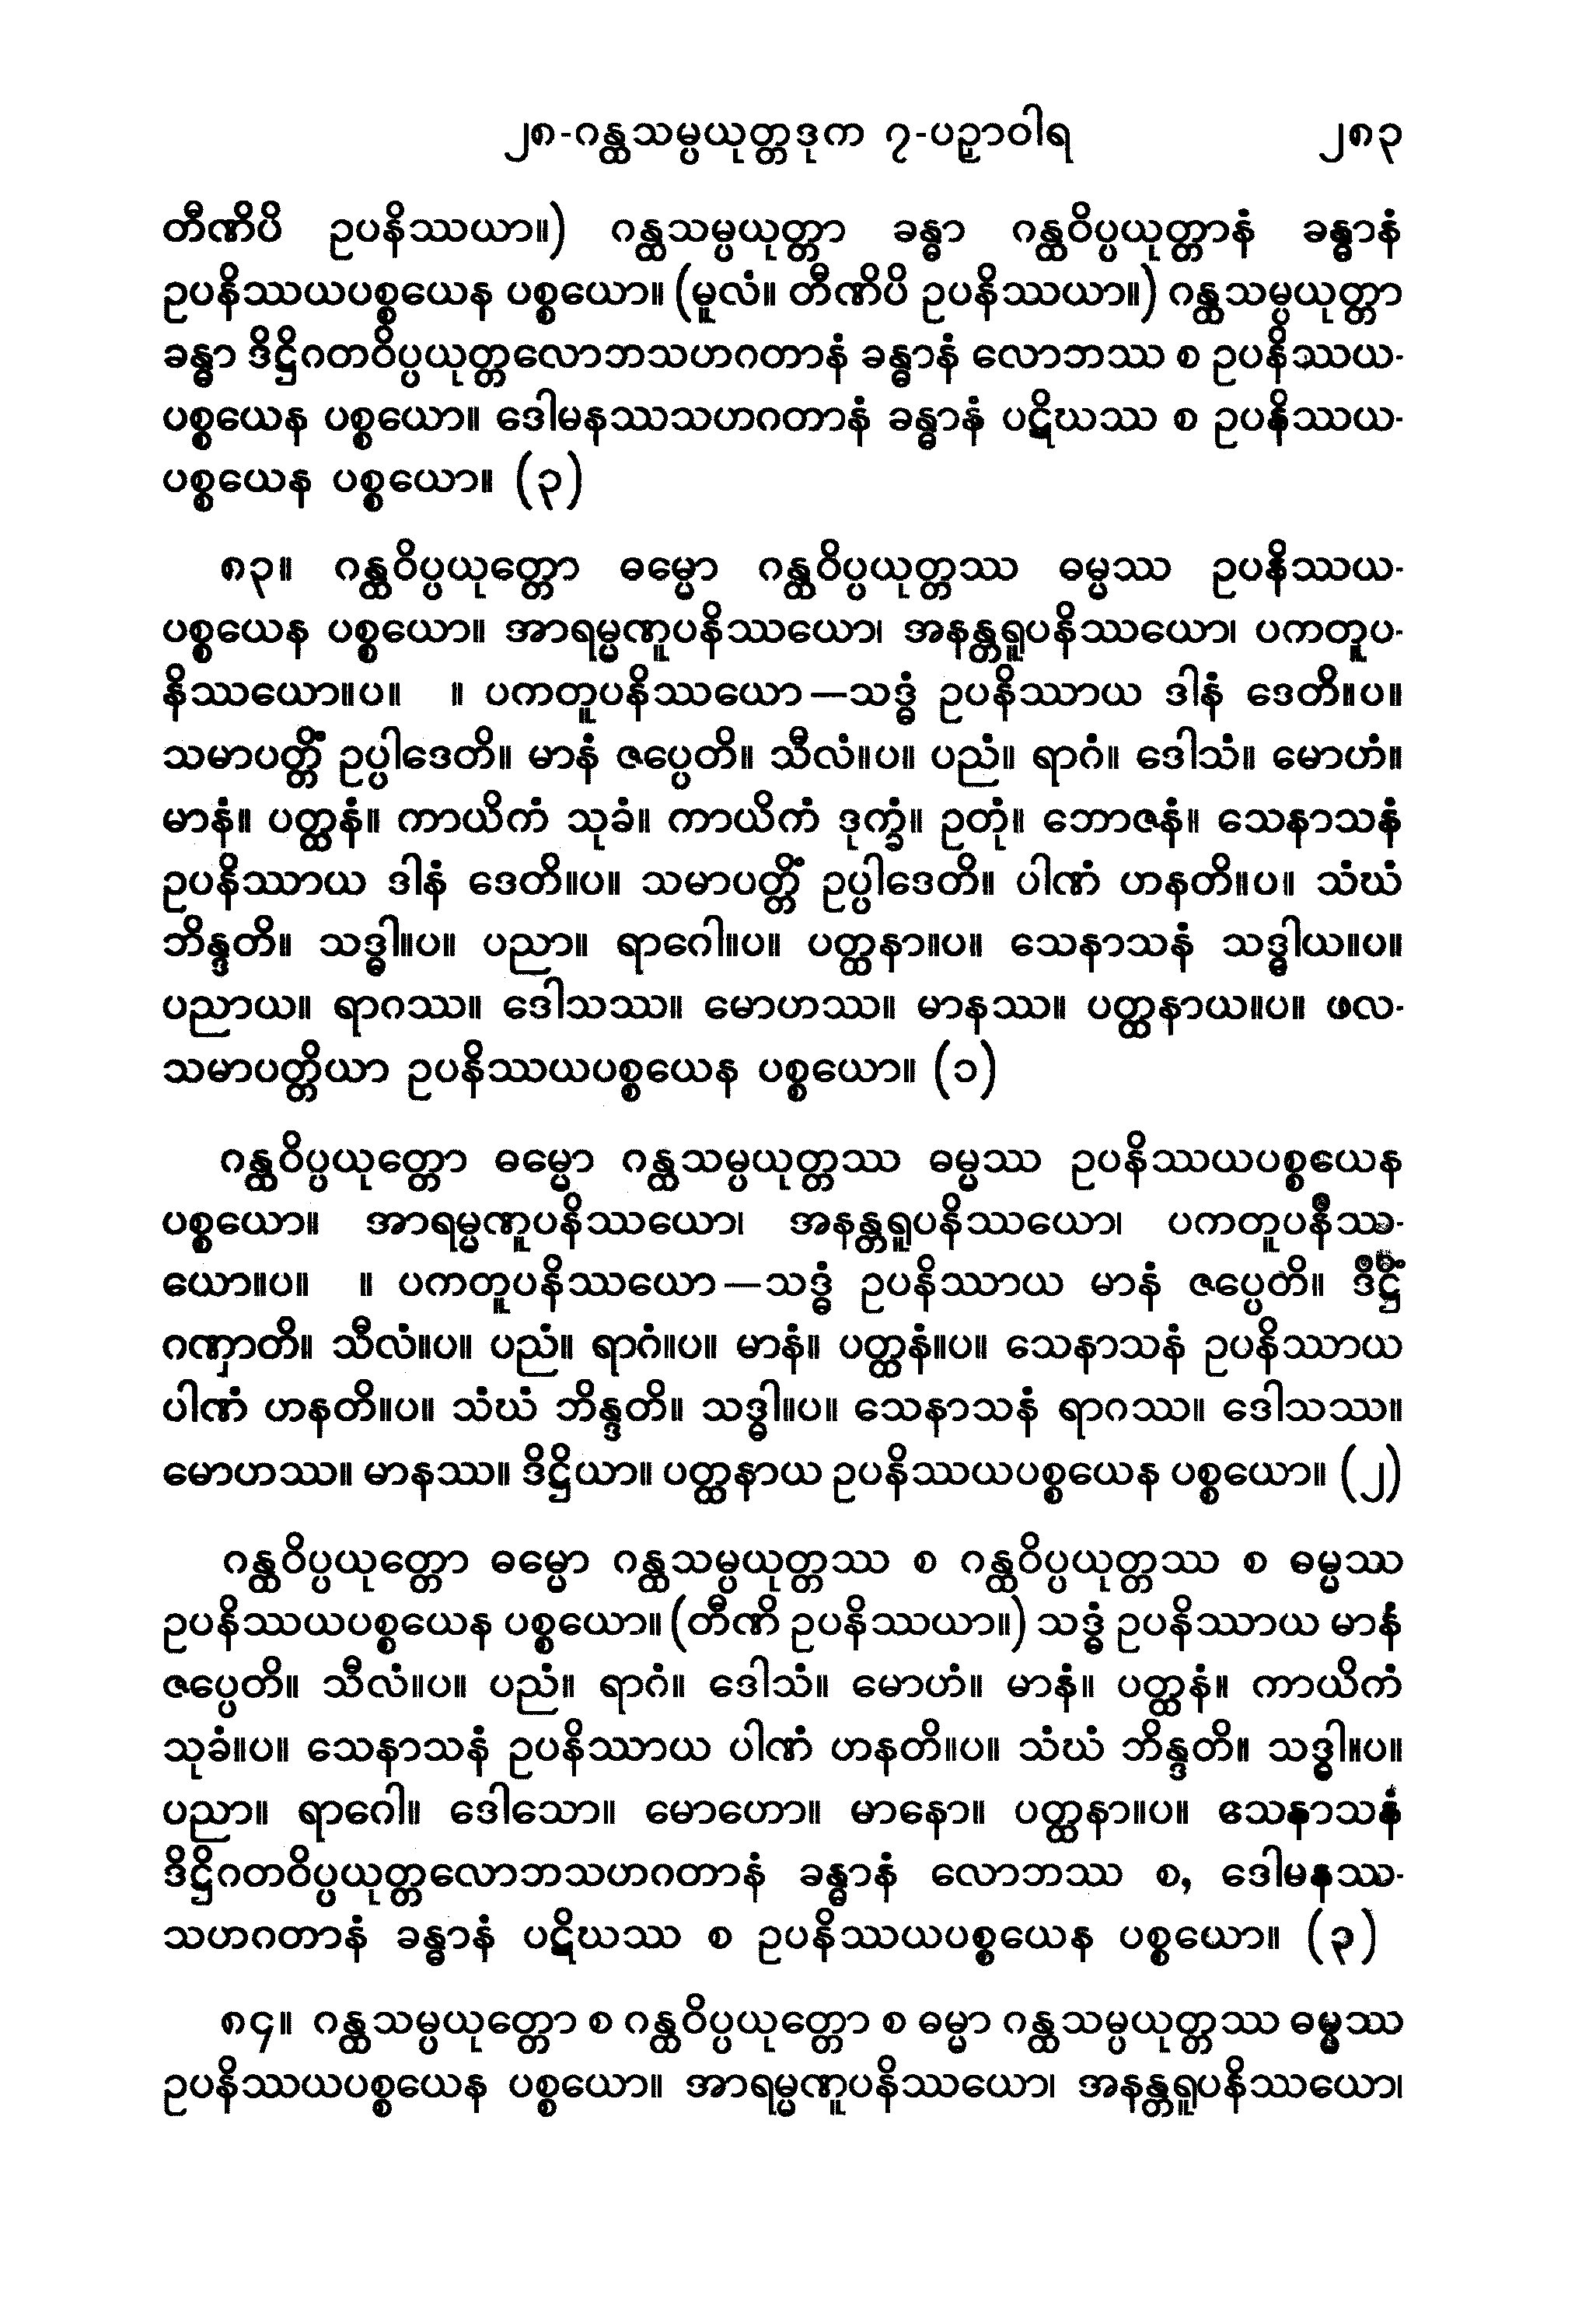 ၂၈-ဂန္ထသမ္ပယုတ္တဒုက ၇-ပဉှာဝါရ ၂၈၃
တီဏိပိ ဥပနိဿယာ။) ဂန္ထသမ္ပယုတ္တာ ခန္ဓာ ဂန္ထဝိပ္ပယုတ္တာနံ ခန္ဓာနံ
ဥပနိဿယပစ္စယေန ပစ္စယော။ (မူလံ။ တီဏိပိ ဥပနိဿယာ။) ဂန္ထသမ္ပယုတ္တာ
ခန္ဓာ ဒိဋ္ဌိဂတဝိပ္ပယုတ္တလောဘသဟဂတာနံ ခန္ဓာနံ လောဘဿ စ ဥပနိဿယ-
ပစ္စယေန ပစ္စယော။ ဒေါမနဿသဟဂတာနံ ခန္ဓာနံ ပဋိဃဿ စ ဥပနိဿယ-
ပစ္စယေန ပစ္စယော။ (၃)
၈၃။ ဂန္ထဝိပ္ပယုတ္တော ဓမ္မော ဂန္ထဝိပ္ပယုတ္တဿ ဓမ္မဿ ဥပနိဿယ-
ပစ္စယေန ပစ္စယော။ အာရမ္မဏူပနိဿယော၊ အနန္တရူပနိဿယော၊ ပကတူပ-
နိဿယော။ပ။ ။ ပကတူပနိဿယော—သဒ္ဓံ ဥပနိဿာယ ဒါနံ ဒေတိ။ပ။
သမာပတ္တိံ ဥပ္ပါဒေတိ။ မာနံ ဇပ္ပေတိ။ သီလံ။ပ။ ပညံ။ ရာဂံ။ ဒေါသံ။ မောဟံ။
မာနံ။ ပတ္ထနံ။ ကာယိကံ သုခံ။ ကာယိကံ ဒုက္ခံ။ ဥတုံ။ ဘောဇနံ။ သေနာသနံ
ဥပနိဿာယ ဒါနံ ဒေတိ။ပ။ သမာပတ္တိံ ဥပ္ပါဒေတိ။ ပါဏံ ဟနတိ။ပ။ သံဃံ
ဘိန္ဒတိ။ သဒ္ဓါ။ပ။ ပညာ။ ရာဂေါ။ပ။ ပတ္ထနာ။ပ။ သေနာသနံ သဒ္ဓါယ။ပ။
ပညာယ။ ရာဂဿ။ ဒေါသဿ။ မောဟဿ။ မာနဿ။ ပတ္ထနာယ။ပ။ ဖလ-
သမာပတ္တိယာ ဥပနိဿယပစ္စယေန ပစ္စယော။ (၁)
ဂန္ထဝိပ္ပယုတ္တော ဓမ္မော ဂန္ထသမ္ပယုတ္တဿ ဓမ္မဿ ဥပနိဿယပစ္စယေန
ပစ္စယော။ အာရမ္မဏူပနိဿယော၊ အနန္တရူပနိဿယော၊ ပကတူပနိဿ-
ယော။ပ။ ။ ပကတူပနိဿယော—သဒ္ဓံ ဥပနိဿာယ မာနံ ဇပ္ပေတိ။ ဒိဋ္ဌိံ
ဂဏှာတိ။ သီလံ။ပ။ ပညံ။ ရာဂံ။ပ။ မာနံ။ ပတ္ထနံ။ပ။ သေနာသနံ ဥပနိဿာယ
ပါဏံ ဟနတိ။ပ။ သံဃံ ဘိန္ဒတိ။ သဒ္ဓါ။ပ။ သေနာသနံ ရာဂဿ။ ဒေါသဿ။
မောဟဿ။ မာနဿ။ ဒိဋ္ဌိယာ။ ပတ္ထနာယ ဥပနိဿယပစ္စယေန ပစ္စယော။ (၂)
ဂန္ထဝိပ္ပယုတ္တော ဓမ္မော ဂန္ထသမ္ပယုတ္တဿ စ ဂန္ထဝိပ္ပယုတ္တဿ စ ဓမ္မဿ
ဥပနိဿယပစ္စယေန ပစ္စယော။ (တီဏိ ဥပနိဿယာ။) သဒ္ဓံ ဥပနိဿာယ မာနံ
ဇပ္ပေတိ။ သီလံ။ပ။ ပညံ။ ရာဂံ။ ဒေါသံ။ မောဟံ။ မာနံ။ ပတ္ထနံ။ ကာယိကံ
သုခံ။ပ။ သေနာသနံ ဥပနိဿာယ ပါဏံ ဟနတိ။ပ။ သံဃံ ဘိန္ဒတိ။ သဒ္ဓါ။ပ။
ပညာ။ ရာဂေါ။ ဒေါသော။ မောဟော။ မာနော။ ပတ္ထနာ။ပ။ သေနာသနံ
ဒိဋ္ဌိဂတဝိပ္ပယုတ္တလောဘသဟဂတာနံ ခန္ဓာနံ လောဘဿ စ, ဒေါမနဿ-
သဟဂတာနံ ခန္ဓာနံ ပဋိဃဿ စ ဥပနိဿယပစ္စယေန ပစ္စယော။ (၃)
၈၄။ ဂန္ထသမ္ပယုတ္တော စ ဂန္ထဝိပ္ပယုတ္တော စ ဓမ္မာ ဂန္ထသမ္ပယုတ္တဿ ဓမ္မဿ
ဥပနိဿယပစ္စယေန ပစ္စယော။ အာရမ္မဏူပနိဿယော၊ အနန္တရူပနိဿယော၊